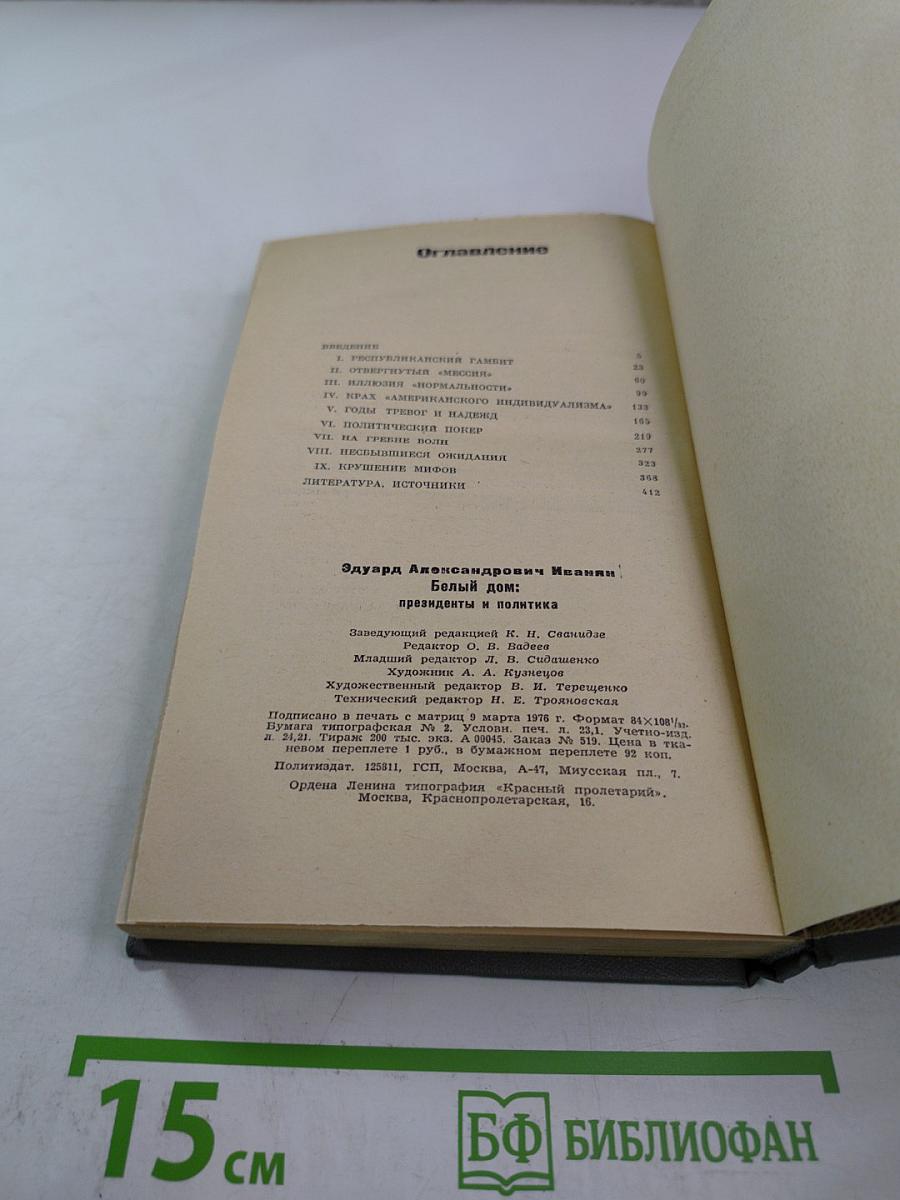 Оглавление
ВВЕДЕНИЕ 5
I. РЕСПУБЛИКАНСКИЙ ГАМБИТ 23
II. ОТВЕРГНУТЫЙ «МЕССИЯ» 60
III. ИЛЛЮЗИЯ «НОРМАЛЬНОСТИ» 99
IV. КРАХ «АМЕРИКАНСКОГО ИНДИВИДУАЛИЗМА» 133
V. ГОДЫ ТРЕВОГ И НАДЕЖД 165
VI. ПОЛИТИЧЕСКИЙ ПОКЕР 219
VII. НА ГРЕБНЕ ВОЛН 277
VIII. НЕСБЫВШИЕСЯ ОЖИДАНИЯ 323
IX. КРУШЕНИЕ МИФОВ 368
ЛИТЕРАТУРА, ИСТОЧНИКИ 412
Эдуард Александрович Иванян
Белый дом:
президенты и политика
Заведующий редакцией К. Н. Сванидзе
Редактор О. В. Вадеев
Младший редактор Л. В. Сидашенко
Художник А. А. Кузнецов
Художественный редактор В. И. Терещенко
Технический редактор Н. Е. Трояновская
Подписано в печать с матриц 9 марта 1976 г. Формат 84×108 1/32.
Бумага типографская № 2. Условн. печ. л. 23,1. Учетно-изд.
л. 24,21. Тираж 200 тыс. экз. А 00045. Заказ № 519. Цена в тка-
невом переплете 1 руб., в бумажном переплете 92 коп.
Политиздат. 125811, ГСП, Москва, А-47, Миусская пл., 7.
Ордена Ленина типография «Красный пролетарий».
Москва, Краснопролетарская, 16.
15 см
БФ БИБЛИОФАН